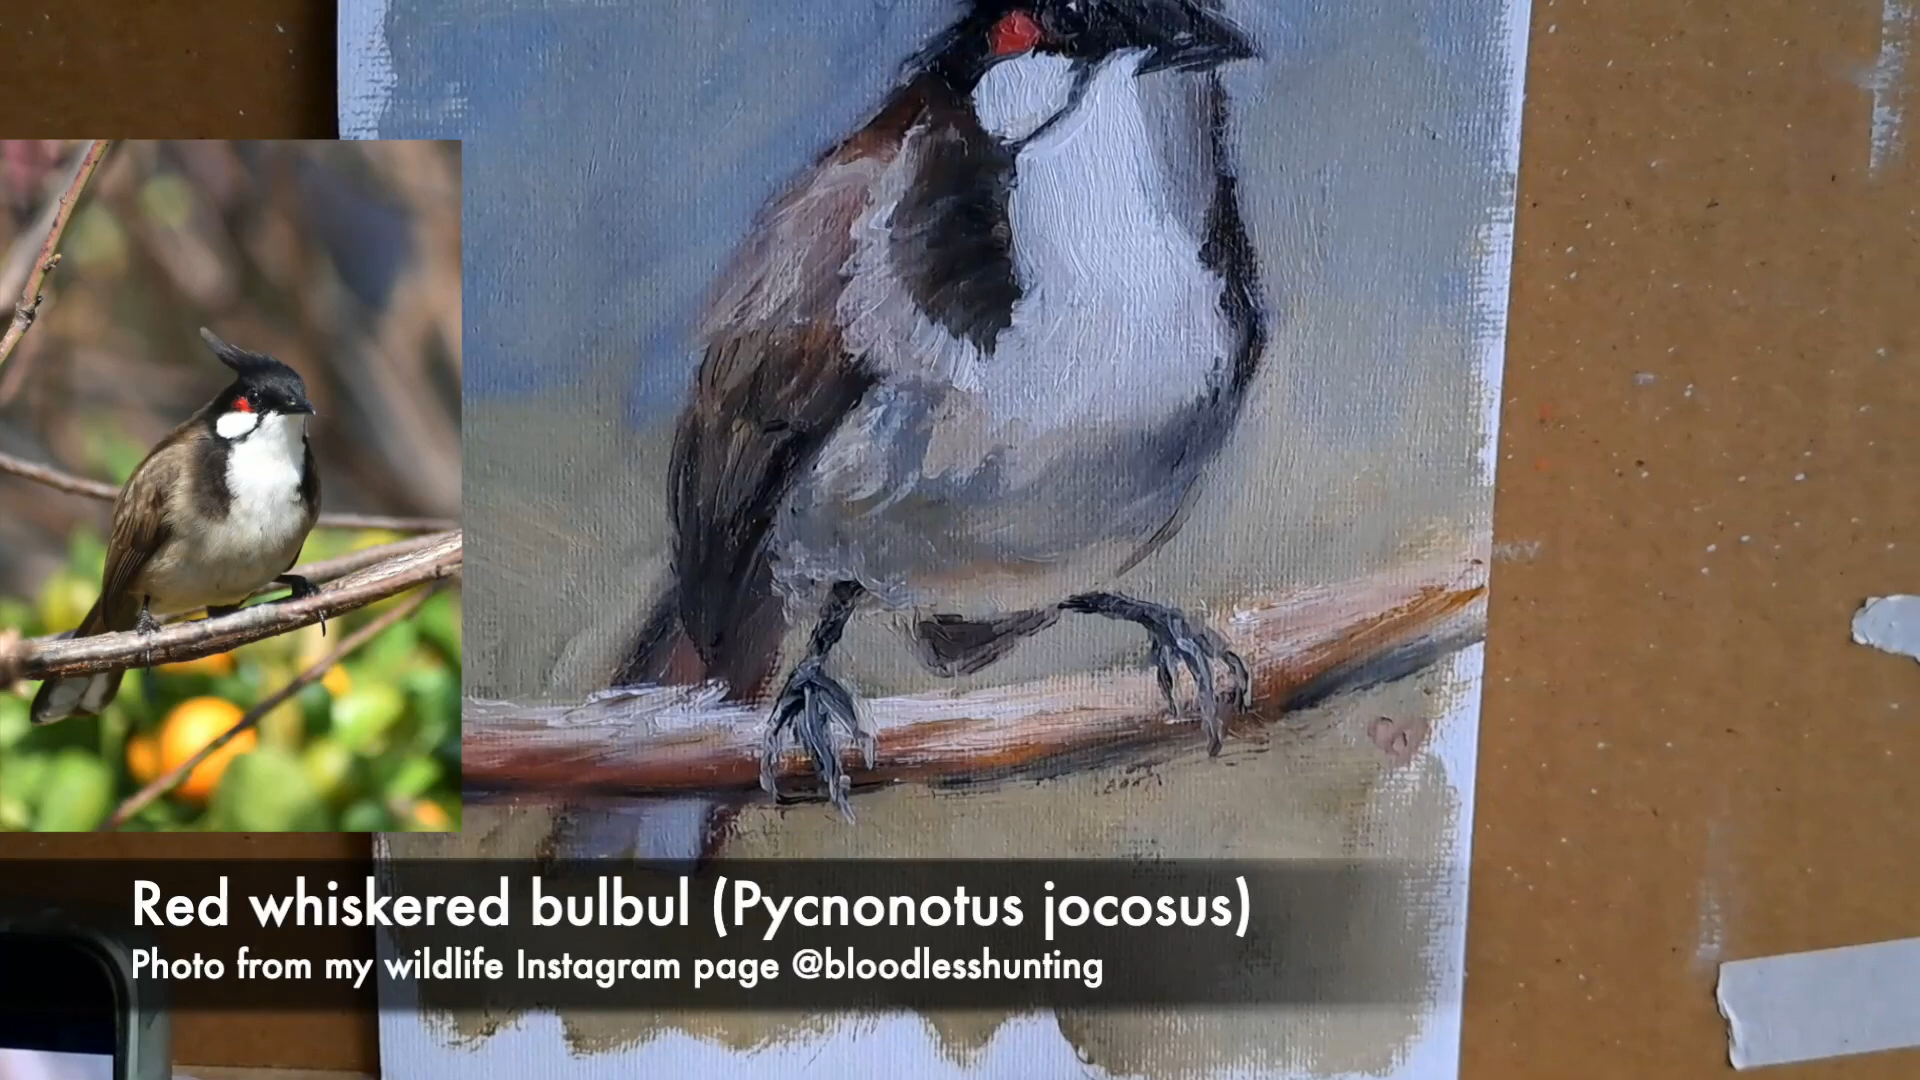 Red whiskered bulbul (Pycnonotus jocosus)
Photo from my wildlife Instagram page @bloodlesshunting